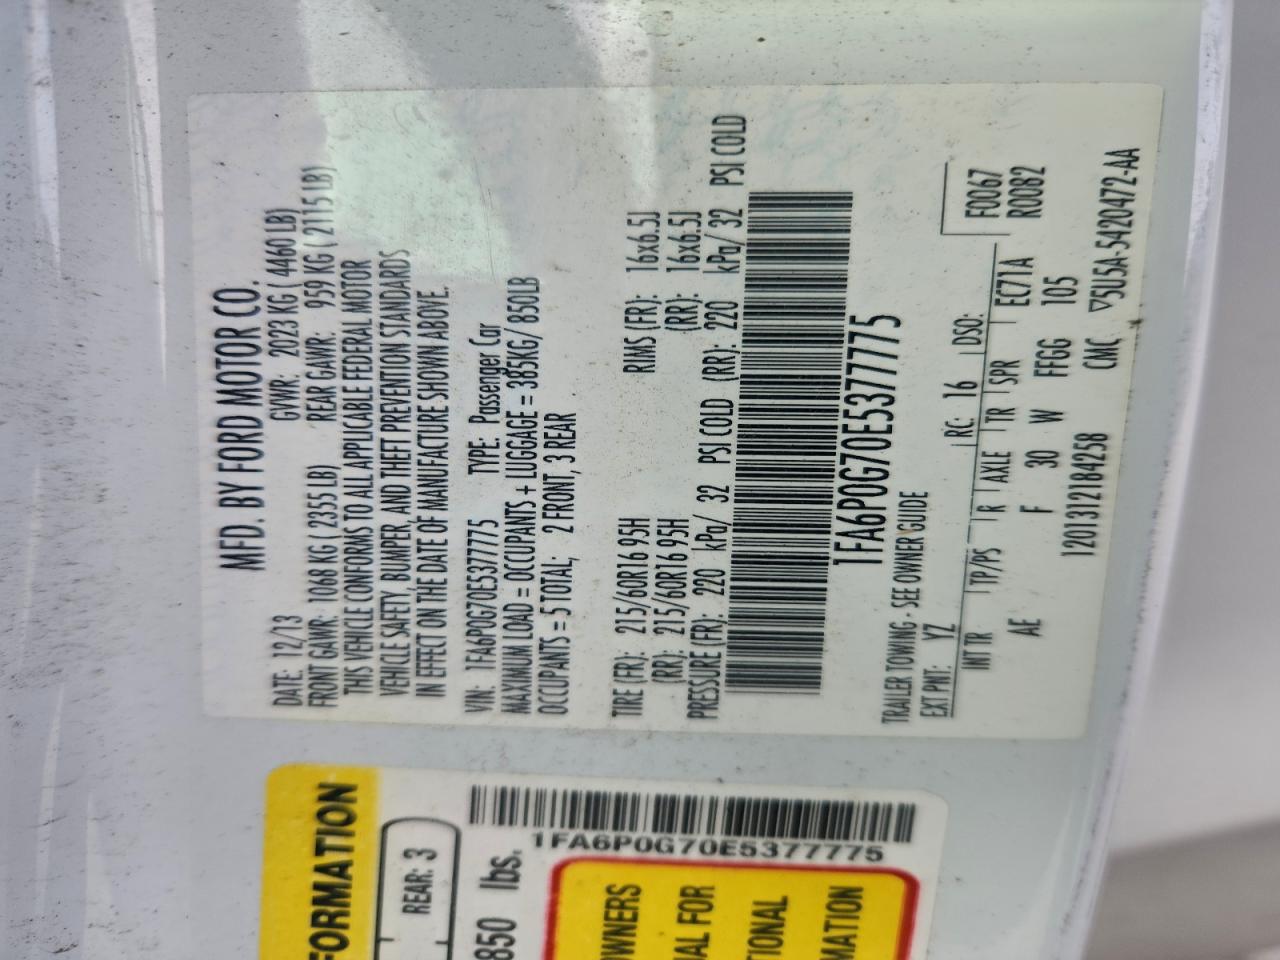 MFD. BY FORD MOTOR CO.
DATE: 12/13 GVWR: 2023 KG ( 4460 LB)
FRONT GAWR: 1068 KG ( 2355 LB) REAR GAWR: 959 KG ( 2115 LB)
THIS VEHICLE CONFORMS TO ALL APPLICABLE FEDERAL MOTOR
VEHICLE SAFETY, BUMPER, AND THEFT PREVENTION STANDARDS
IN EFFECT ON THE DATE OF MANUFACTURE SHOWN ABOVE.
VIN: 1FA6P0G70E5377775 TYPE: Passenger Car
MAXIMUM LOAD = OCCUPANTS + LUGGAGE = 385KG/ 850LB
OCCUPANTS = 5 TOTAL; 2 FRONT, 3 REAR
TIRE (FR): 215/60R16 95H RIMS (FR): 16x6.5J
(RR): 215/60R16 95H (RR): 16x6.5J
PRESSURE (FR): 220 kPa/ 32 PSI COLD (RR): 220 kPa/ 32 PSI COLD
1FA6P0G70E5377775
TRAILER TOWING - SEE OWNER GUIDE
EXT PNT: YZ RC: 16 DSO: F0067
R0082
INT TR TP/PS R AXLE TR SPR EC71A
AE F 30 W FFGG 105
120131218425​8 CMC ▽5U5A-5420472-AA
FORMATION
REAR: 3
850 lbs.
1FA6P0G70E5377775
OWNERS
AL FOR
TIONAL
MATION